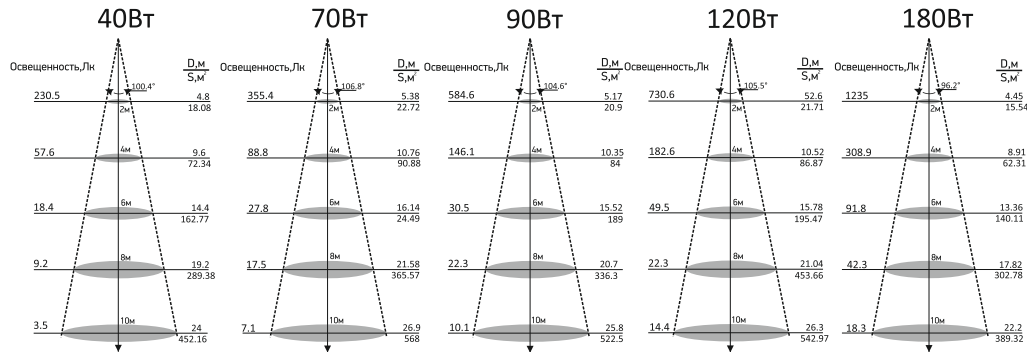 40Вт
Освещенность,Лк
D,м
S,м²
100.4°
230.5
4.8
18.08
2м
57.6
4м
9.6
72.34
18.4
6м
14.4
162.77
9.2
8м
19.2
289.38
3.5
10м
24
452.16
70Вт
Освещенность,Лк
D,м
S,м²
106.8°
355.4
5.38
22.72
2м
88.8
4м
10.76
90.88
27.8
6м
16.14
24.49
17.5
8м
21.58
365.57
7.1
10м
26.9
568
90Вт
Освещенность,Лк
D,м
S,м²
104.6°
584.6
5.17
20.9
2м
146.1
4м
10.35
84
30.5
6м
15.52
189
22.3
8м
20.7
336.3
10.1
10м
25.8
522.5
120Вт
Освещенность,Лк
D,м
S,м²
105.5°
730.6
52.6
21.71
2м
182.6
4м
10.52
86.87
49.5
6м
15.78
195.47
22.3
8м
21.04
453.66
14.4
10м
26.3
542.97
180Вт
Освещенность,Лк
D,м
S,м²
96.2°
1235
4.45
15.54
2м
308.9
4м
8.91
62.31
91.8
6м
13.36
140.11
42.3
8м
17.82
302.78
18.3
10м
22.2
389.32